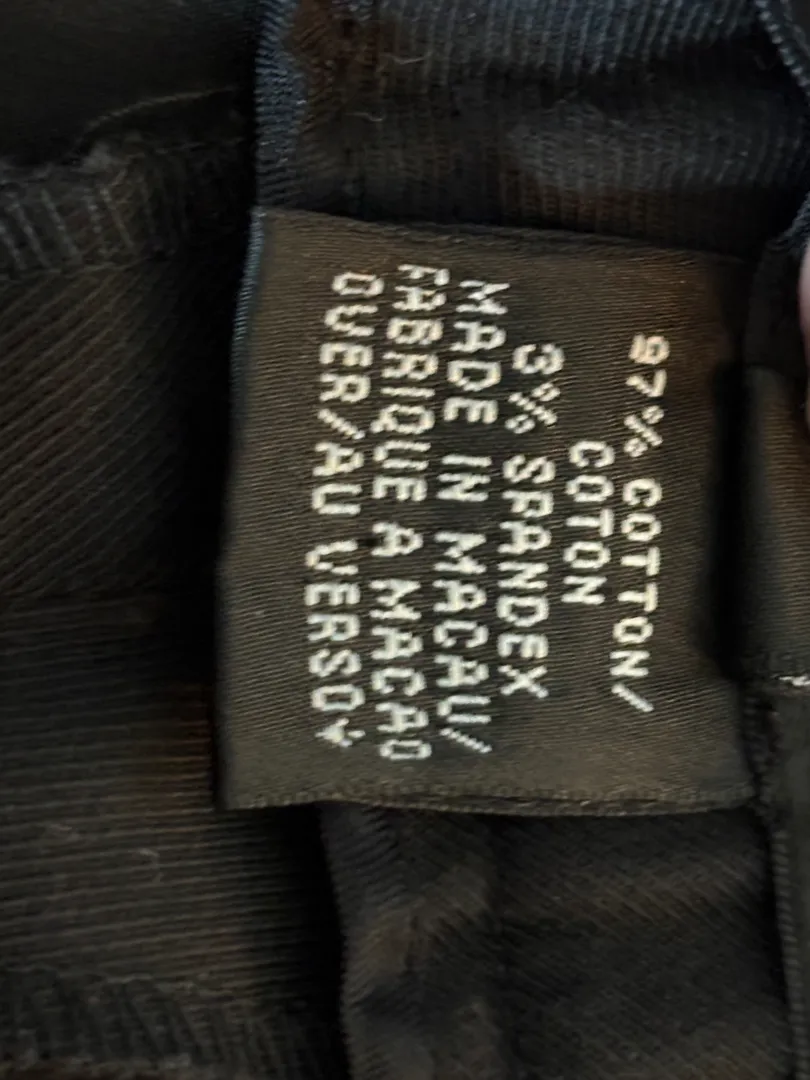 97% COTTON/
COTON
3% SPANDEX
MADE IN MACAU/
FABRIQUE A MACAO
OVER/AU VERSO